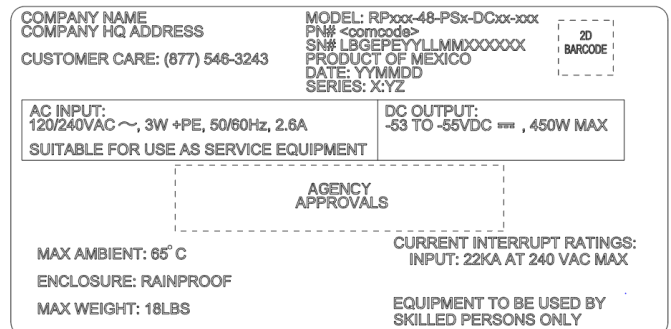 COMPANY NAME
COMPANY HQ ADDRESS
CUSTOMER CARE: (877) 546-3243
MODEL: RPxxx-48-PSx-DCxx-xxx
PN# <comcode>
SN# LBGEPEYYLLMMXXXXXX
PRODUCT OF MEXICO
DATE: YYMMDD
SERIES: X:YZ
2D
BARCODE
AC INPUT:
120/240VAC ~, 3W +PE, 50/60Hz, 2.6A
SUITABLE FOR USE AS SERVICE EQUIPMENT
DC OUTPUT:
-53 TO -55VDC ⎓ , 450W MAX
AGENCY
APPROVALS
MAX AMBIENT: 65° C
ENCLOSURE: RAINPROOF
MAX WEIGHT: 18LBS
CURRENT INTERRUPT RATINGS:
INPUT: 22KA AT 240 VAC MAX
EQUIPMENT TO BE USED BY
SKILLED PERSONS ONLY